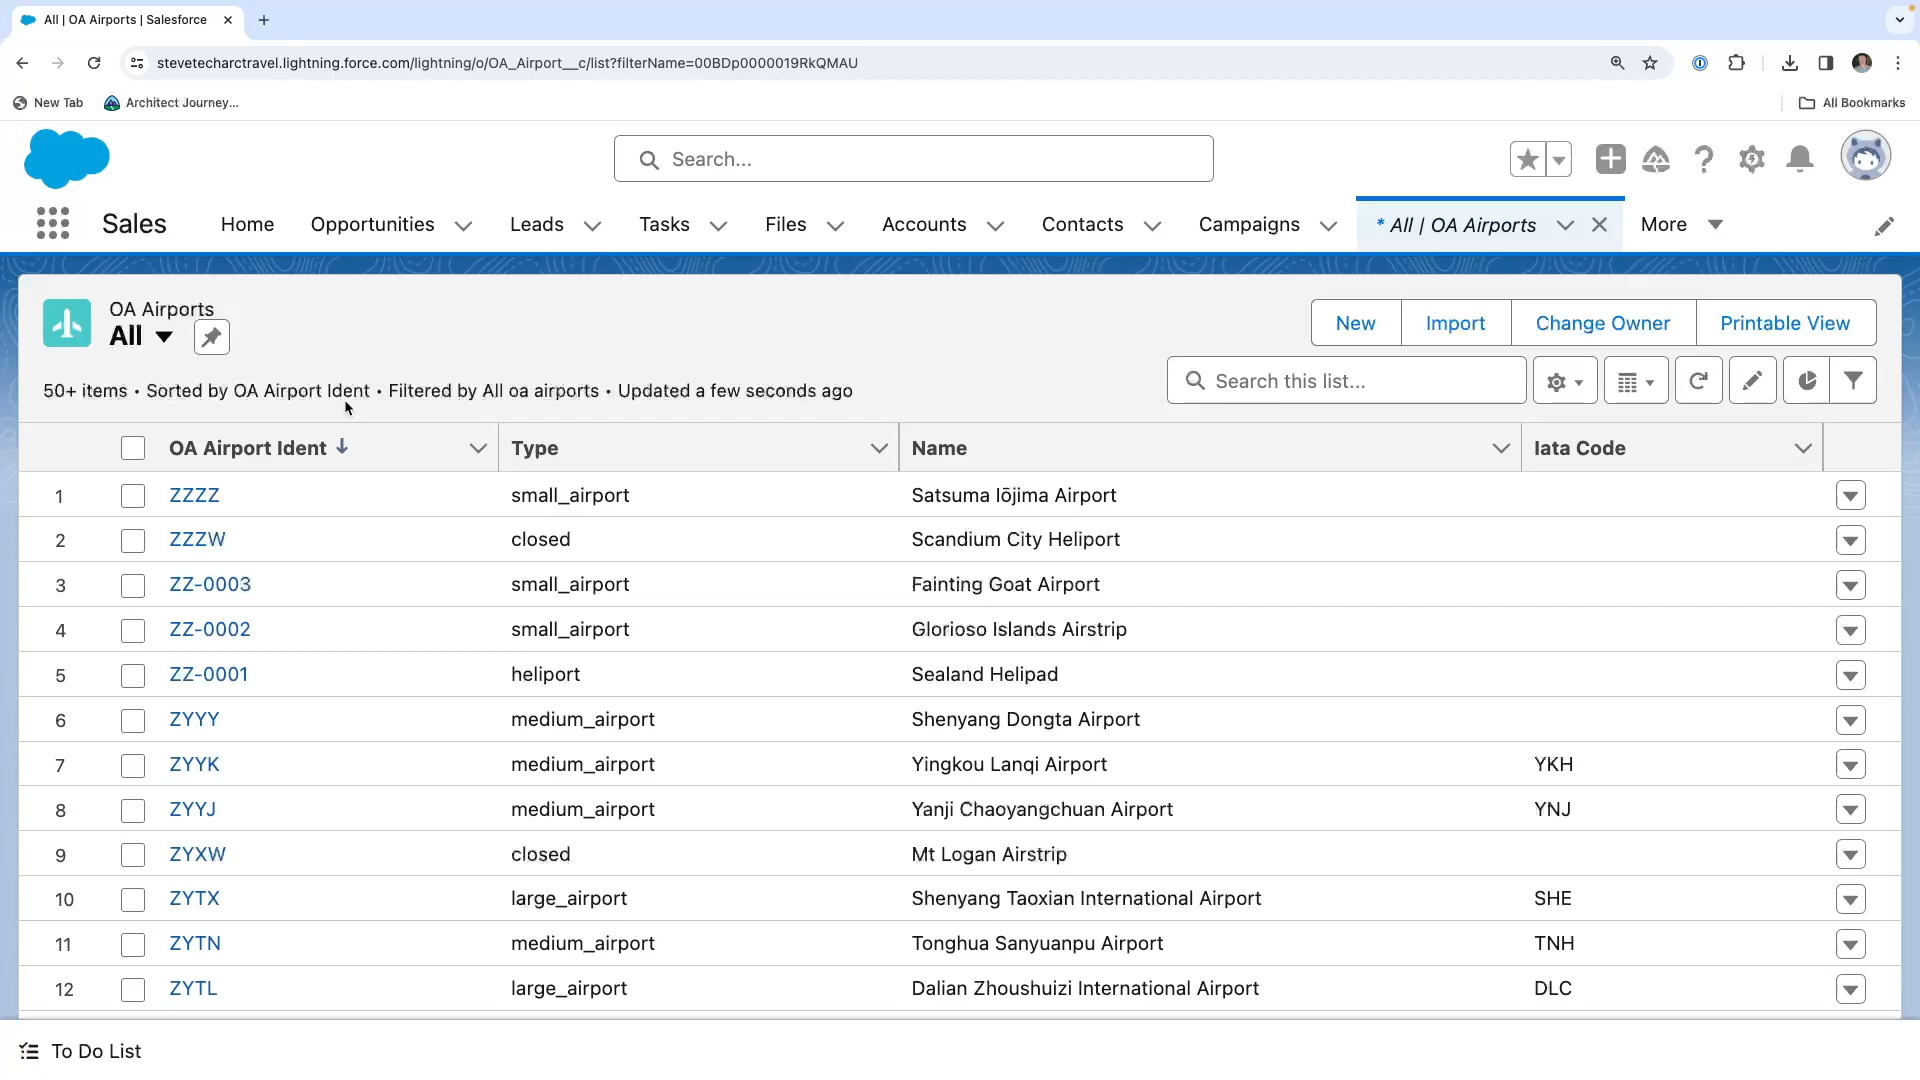 All | OA Airports | Salesforce
stevetecharctravel.lightning.force.com/lightning/o/OA_Airport__c/list?filterName=00BDp0000019RkQMAU
New Tab
Architect Journey...
All Bookmarks
Search...
Sales
Home
Opportunities
Leads
Tasks
Files
Accounts
Contacts
Campaigns
* All | OA Airports
More
OA Airports
All
New
Import
Change Owner
Printable View
50+ items • Sorted by OA Airport Ident • Filtered by All oa airports • Updated a few seconds ago
Search this list...
OA Airport Ident Type Name Iata Code
1 ZZZZ small_airport Satsuma Iōjima Airport
2 ZZZW closed Scandium City Heliport
3 ZZ-0003 small_airport Fainting Goat Airport
4 ZZ-0002 small_airport Glorioso Islands Airstrip
5 ZZ-0001 heliport Sealand Helipad
6 ZYYY medium_airport Shenyang Dongta Airport
7 ZYYK medium_airport Yingkou Lanqi Airport YKH
8 ZYYJ medium_airport Yanji Chaoyangchuan Airport YNJ
9 ZYXW closed Mt Logan Airstrip
10 ZYTX large_airport Shenyang Taoxian International Airport SHE
11 ZYTN medium_airport Tonghua Sanyuanpu Airport TNH
12 ZYTL large_airport Dalian Zhoushuizi International Airport DLC
To Do List